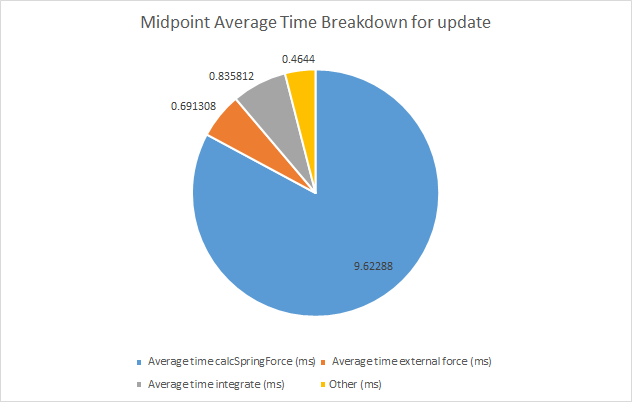 Midpoint Average Time Breakdown for update
0.4644
0.835812
0.691308
9.62288
Average time calcSpringForce (ms) Average time external force (ms)
Average time integrate (ms) Other (ms)